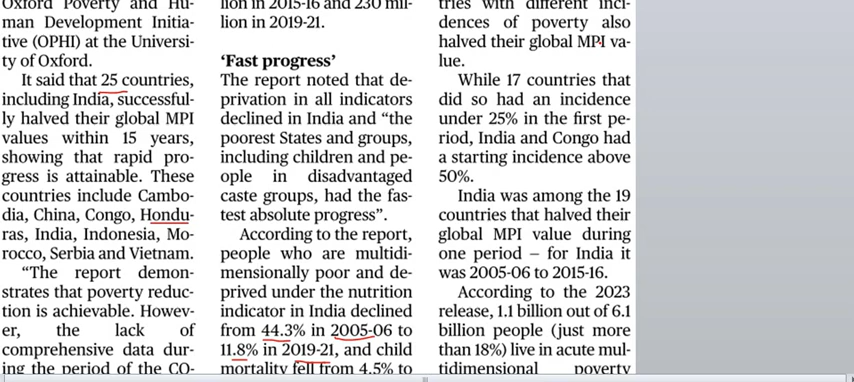 Oxford Poverty and Hu-
man Development Initia-
tive (OPHI) at the Universi-
ty of Oxford.
It said that 25 countries,
including India, successful-
ly halved their global MPI
values within 15 years,
showing that rapid pro-
gress is attainable. These
countries include Cambo-
dia, China, Congo, Hondu-
ras, India, Indonesia, Mo-
rocco, Serbia and Vietnam.
“The report demon-
strates that poverty reduc-
tion is achievable. Howev-
er, the lack of
comprehensive data dur-
ing the period of the CO-
lion in 2015-16 and 230 mil-
lion in 2019-21.
‘Fast progress’
The report noted that de-
privation in all indicators
declined in India and “the
poorest States and groups,
including children and pe-
ople in disadvantaged
caste groups, had the fas-
test absolute progress”.
According to the report,
people who are multidi-
mensionally poor and de-
prived under the nutrition
indicator in India declined
from 44.3% in 2005-06 to
11.8% in 2019-21, and child
mortality fell from 4.5% to
tries with different inci-
dences of poverty also
halved their global MPI va-
lue.
While 17 countries that
did so had an incidence
under 25% in the first pe-
riod, India and Congo had
a starting incidence above
50%.
India was among the 19
countries that halved their
global MPI value during
one period – for India it
was 2005-06 to 2015-16.
According to the 2023
release, 1.1 billion out of 6.1
billion people (just more
than 18%) live in acute mul-
tidimensional poverty